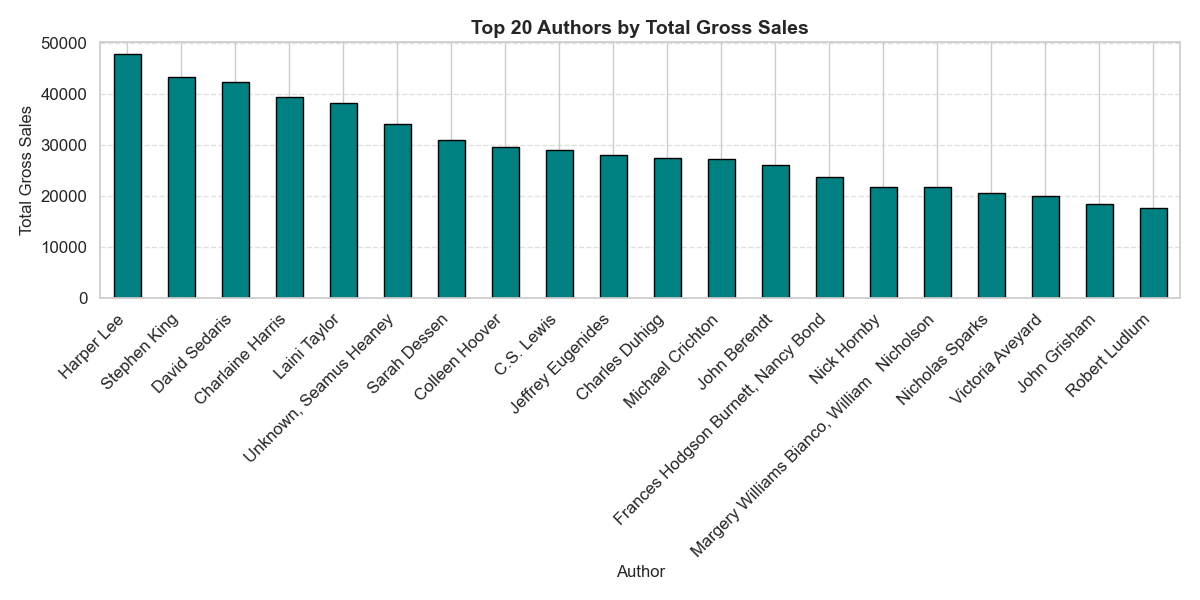 Top 20 Authors by Total Gross Sales
Total Gross Sales
50000
40000
30000
20000
10000
0
Harper Lee
Stephen King
David Sedaris
Charlaine Harris
Laini Taylor
Unknown, Seamus Heaney
Sarah Dessen
Colleen Hoover
C.S. Lewis
Jeffrey Eugenides
Charles Duhigg
Michael Crichton
John Berendt
Frances Hodgson Burnett, Nancy Bond
Nick Hornby
Margery Williams Bianco, William   Nicholson
Nicholas Sparks
Victoria Aveyard
John Grisham
Robert Ludlum
Author